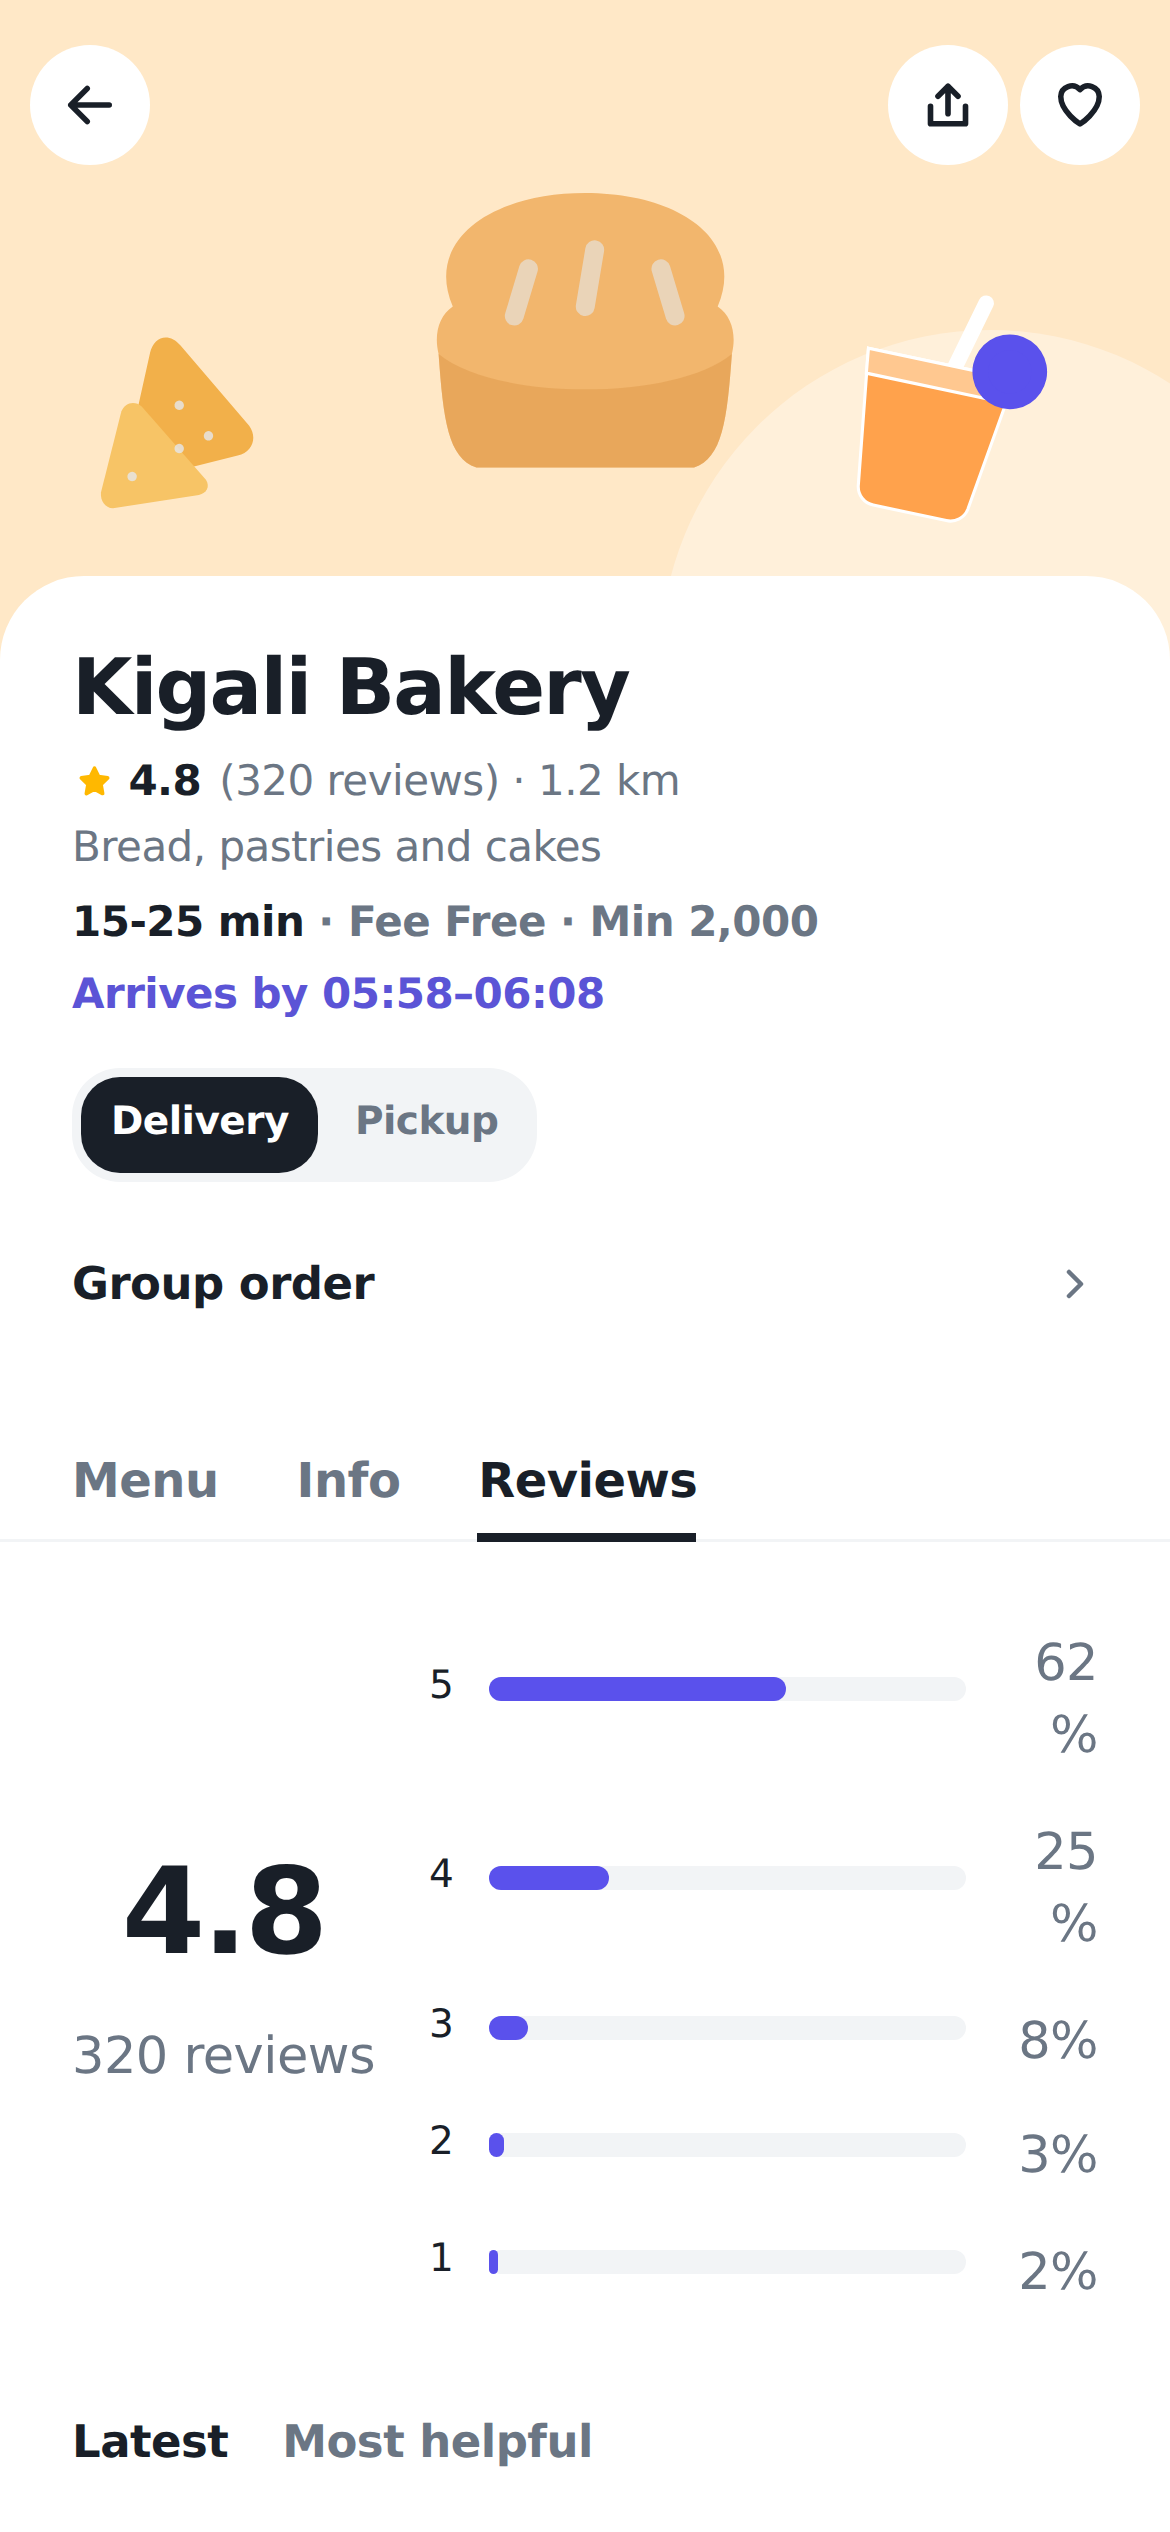 Kigali Bakery
4.8 (320 reviews) · 1.2 km
Bread, pastries and cakes
15-25 min · Fee Free · Min 2,000
Arrives by 05:58–06:08
Delivery Pickup
Group order
Menu Info Reviews
4.8
320 reviews
5 62
%
4 25
%
3 8%
2 3%
1 2%
Latest Most helpful